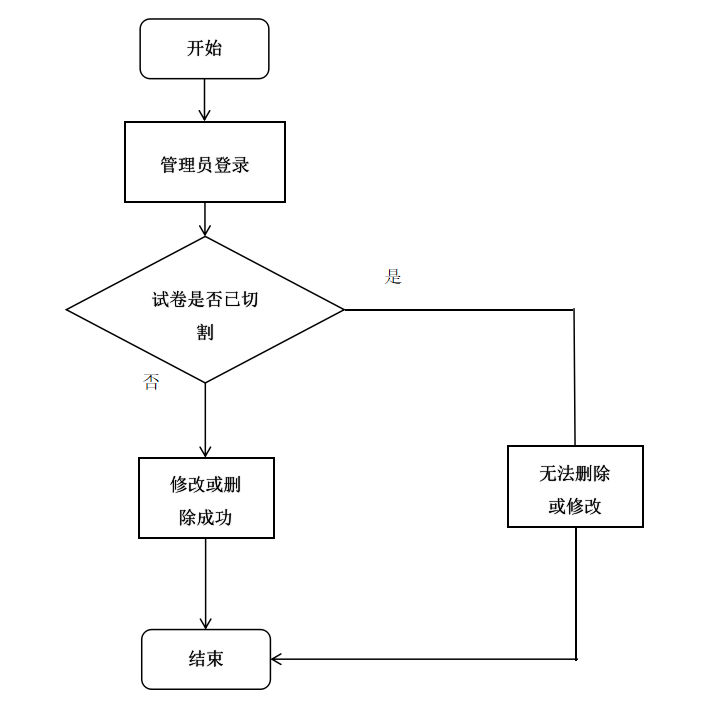 开始
管理员登录
是
试卷是否已切
割
否
修改或删
除成功
无法删除
或修改
结束